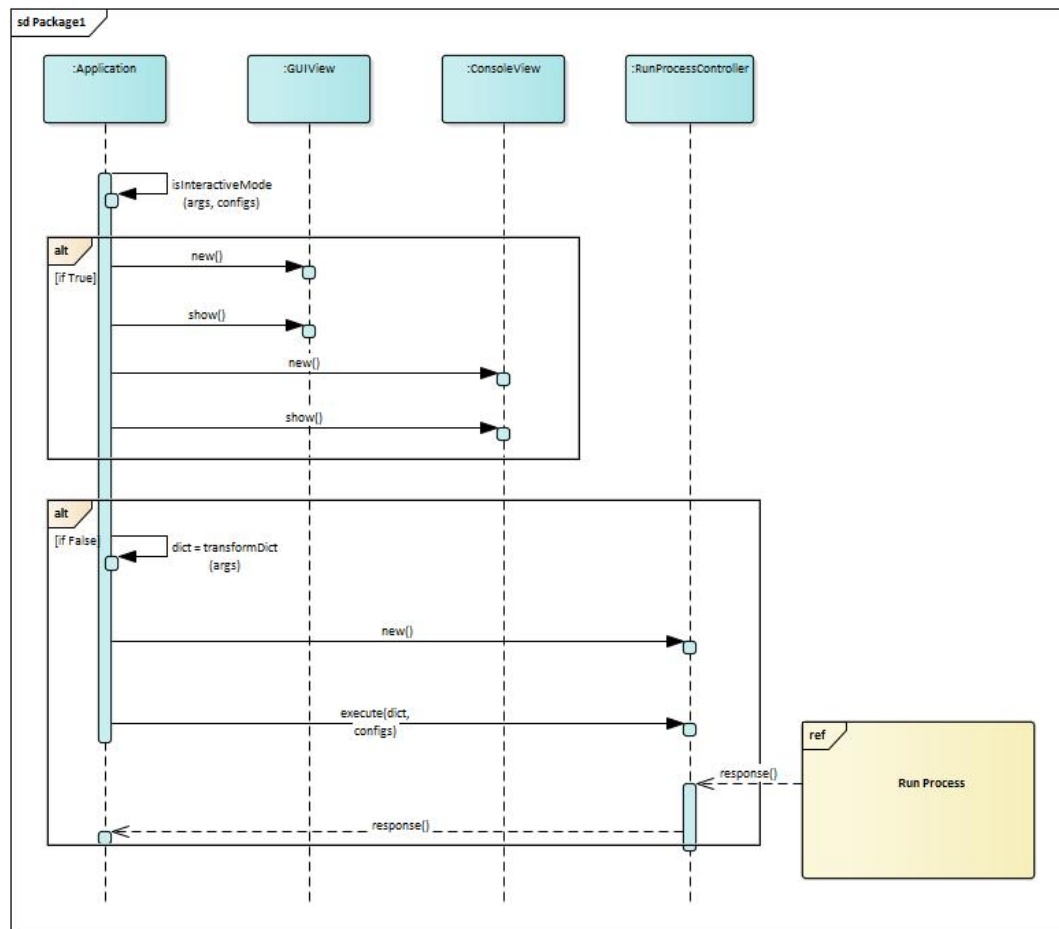 sd Package1
:Application
:GUIView
:ConsoleView
:RunProcessController
isInteractiveMode
(args, configs)
alt
[if True]
new()
show()
new()
show()
alt
[if False]
dict = transformDict
(args)
new()
execute(dict,
configs)
ref
Run Process
response()
response()